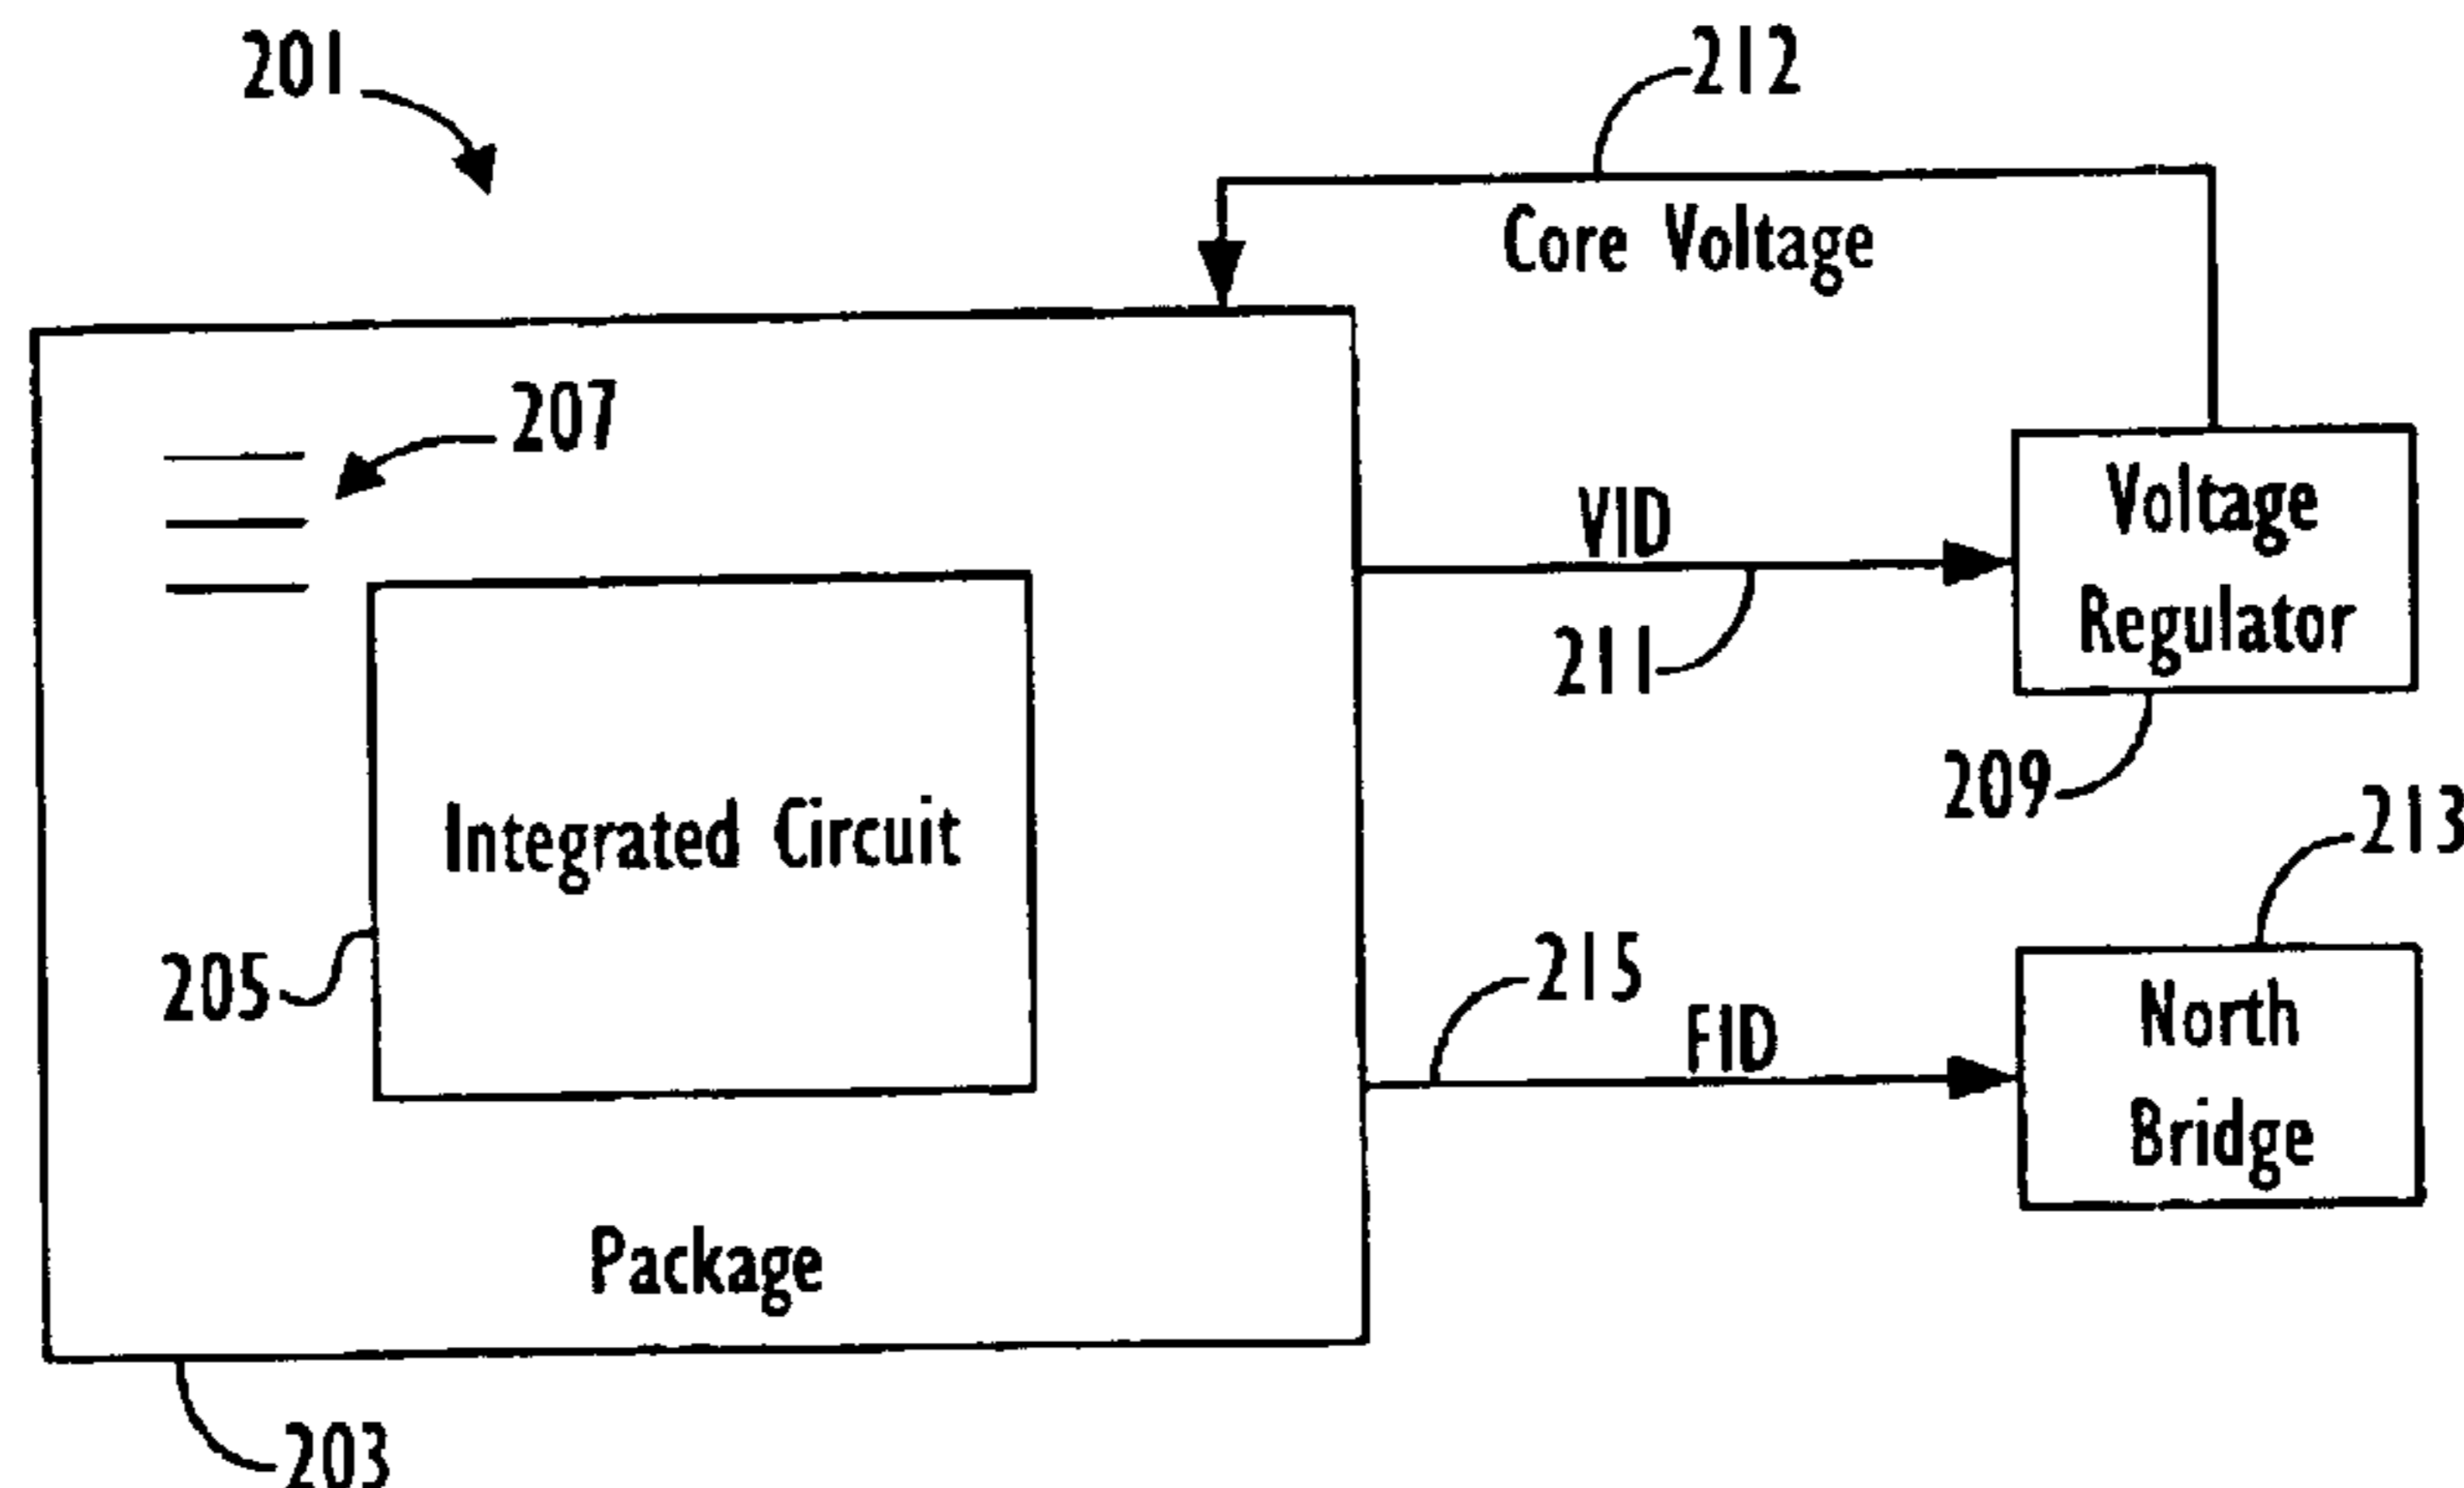 201
212
Core Voltage
207
VID
Voltage
Regulator
211
209
213
Integrated Circuit
205
215
FID
North
Bridge
Package
203